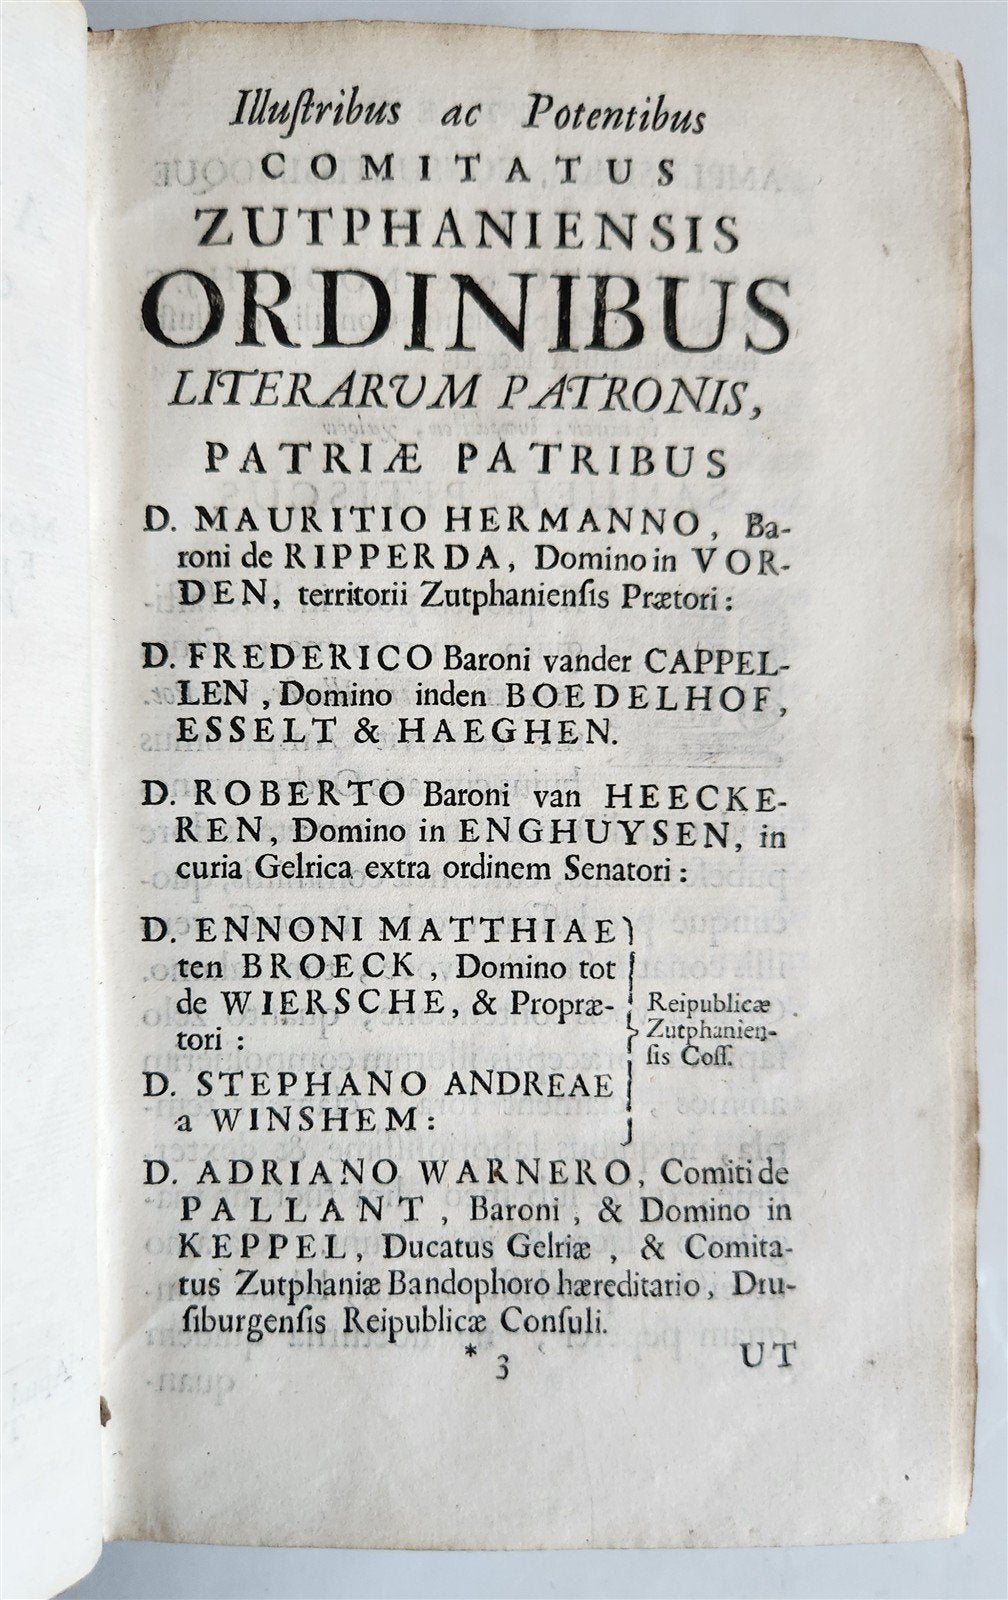 Illuſtribus ac Potentibus
COMITATUS
ZUTPHANIENSIS
ORDINIBUS
LITERARUM PATRONIS,
PATRIÆ PATRIBUS
D. MAURITIO HERMANNO, Ba-
roni de RIPPERDA, Domino in VOR-
DEN, territorii Zutphanienſis Prætori:
D. FREDERICO Baroni vander CAPPEL-
LEN, Domino inden BOEDELHOF,
ESSELT & HAEGHEN.
D. ROBERTO Baroni van HEECKE-
REN, Domino in ENGHUYSEN, in
curia Gelrica extra ordinem Senatori:
D. ENNONI MATTHIAE
ten BROECK, Domino tot
de WIERSCHE, & Propræ-
tori:
D. STEPHANO ANDREAE
a WINSHEM:
Reipublicæ
Zutphanien-
ſis Coſſ.
D. ADRIANO WARNERO, Comiti de
PALLANT, Baroni, & Domino in
KEPPEL, Ducatus Gelriæ, & Comita-
tus Zutphaniæ Bandophoro hæreditario, Dru-
ſiburgenſis Reipublicæ Conſuli.
* 3 UT